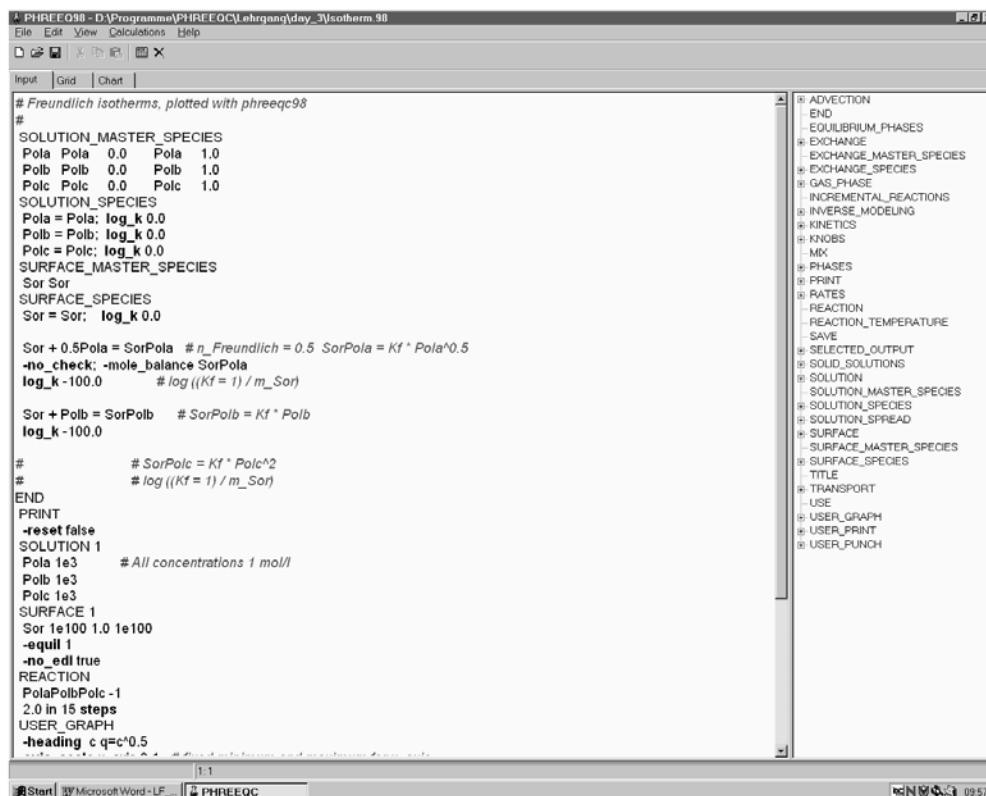 PHREEQ98 - D:\Programme\PHREEQC\Lehrgang\day_3\Isotherm.98
File Edit View Calculations Help
Input Grid Chart
# Freundlich isotherms, plotted with phreeqc98
#
SOLUTION_MASTER_SPECIES
Pola Pola 0.0 Pola 1.0
Polb Polb 0.0 Polb 1.0
Polc Polc 0.0 Polc 1.0
SOLUTION_SPECIES
Pola = Pola; log_k 0.0
Polb = Polb; log_k 0.0
Polc = Polc; log_k 0.0
SURFACE_MASTER_SPECIES
Sor Sor
SURFACE_SPECIES
Sor = Sor; log_k 0.0
Sor + 0.5Pola = SorPola # n_Freundlich = 0.5 SorPola = Kf * Pola^0.5
-no_check; -mole_balance SorPola
log_k -100.0 # log ((Kf = 1) / m_Sor)
Sor + Polb = SorPolb # SorPolb = Kf * Polb
log_k -100.0
# # SorPolc = Kf * Polc^2
# # log ((Kf = 1) / m_Sor)
END
PRINT
-reset false
SOLUTION 1
Pola 1e3 # All concentrations 1 mol/l
Polb 1e3
Polc 1e3
SURFACE 1
Sor 1e100 1.0 1e100
-equil 1
-no_edl true
REACTION
PolaPolbPolc -1
2.0 in 15 steps
USER_GRAPH
-heading c q=c^0.5
ADVECTION
END
EQUILIBRIUM_PHASES
EXCHANGE
EXCHANGE_MASTER_SPECIES
EXCHANGE_SPECIES
GAS_PHASE
INCREMENTAL_REACTIONS
INVERSE_MODELING
KINETICS
KNOBS
MIX
PHASES
PRINT
RATES
REACTION
REACTION_TEMPERATURE
SAVE
SELECTED_OUTPUT
SOLID_SOLUTIONS
SOLUTION
SOLUTION_MASTER_SPECIES
SOLUTION_SPECIES
SOLUTION_SPREAD
SURFACE
SURFACE_MASTER_SPECIES
SURFACE_SPECIES
TITLE
TRANSPORT
USE
USER_GRAPH
USER_PRINT
USER_PUNCH
1:1
Start Microsoft Word - LF_... PHREEQC 09:57